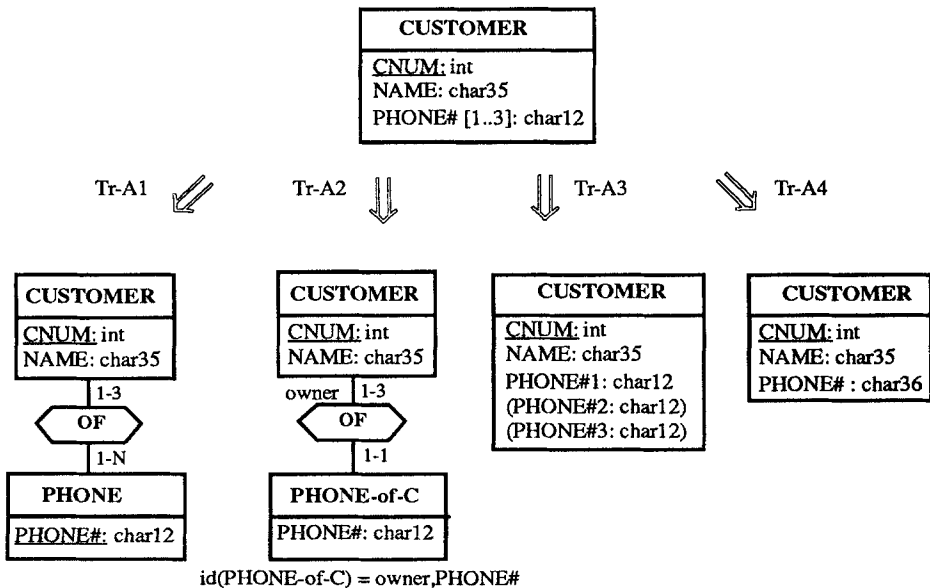 CUSTOMER
CNUM: int
NAME: char35
PHONE# [1..3]: char12
Tr-A1
Tr-A2
Tr-A3
Tr-A4
CUSTOMER
CNUM: int
NAME: char35
1-3
OF
1-N
PHONE
PHONE#: char12
CUSTOMER
CNUM: int
NAME: char35
owner 1-3
OF
1-1
PHONE-of-C
PHONE#: char12
id(PHONE-of-C) = owner,PHONE#
CUSTOMER
CNUM: int
NAME: char35
PHONE#1: char12
(PHONE#2: char12)
(PHONE#3: char12)
CUSTOMER
CNUM: int
NAME: char35
PHONE# : char36